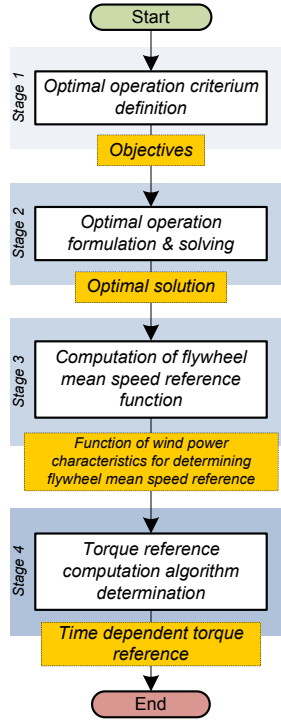 Start
Stage 1
Optimal operation criterium
definition
Objectives
Stage 2
Optimal operation
formulation & solving
Optimal solution
Stage 3
Computation of flywheel
mean speed reference
function
Function of wind power
characteristics for determining
flywheel mean speed reference
Stage 4
Torque reference
computation algorithm
determination
Time dependent torque
reference
End